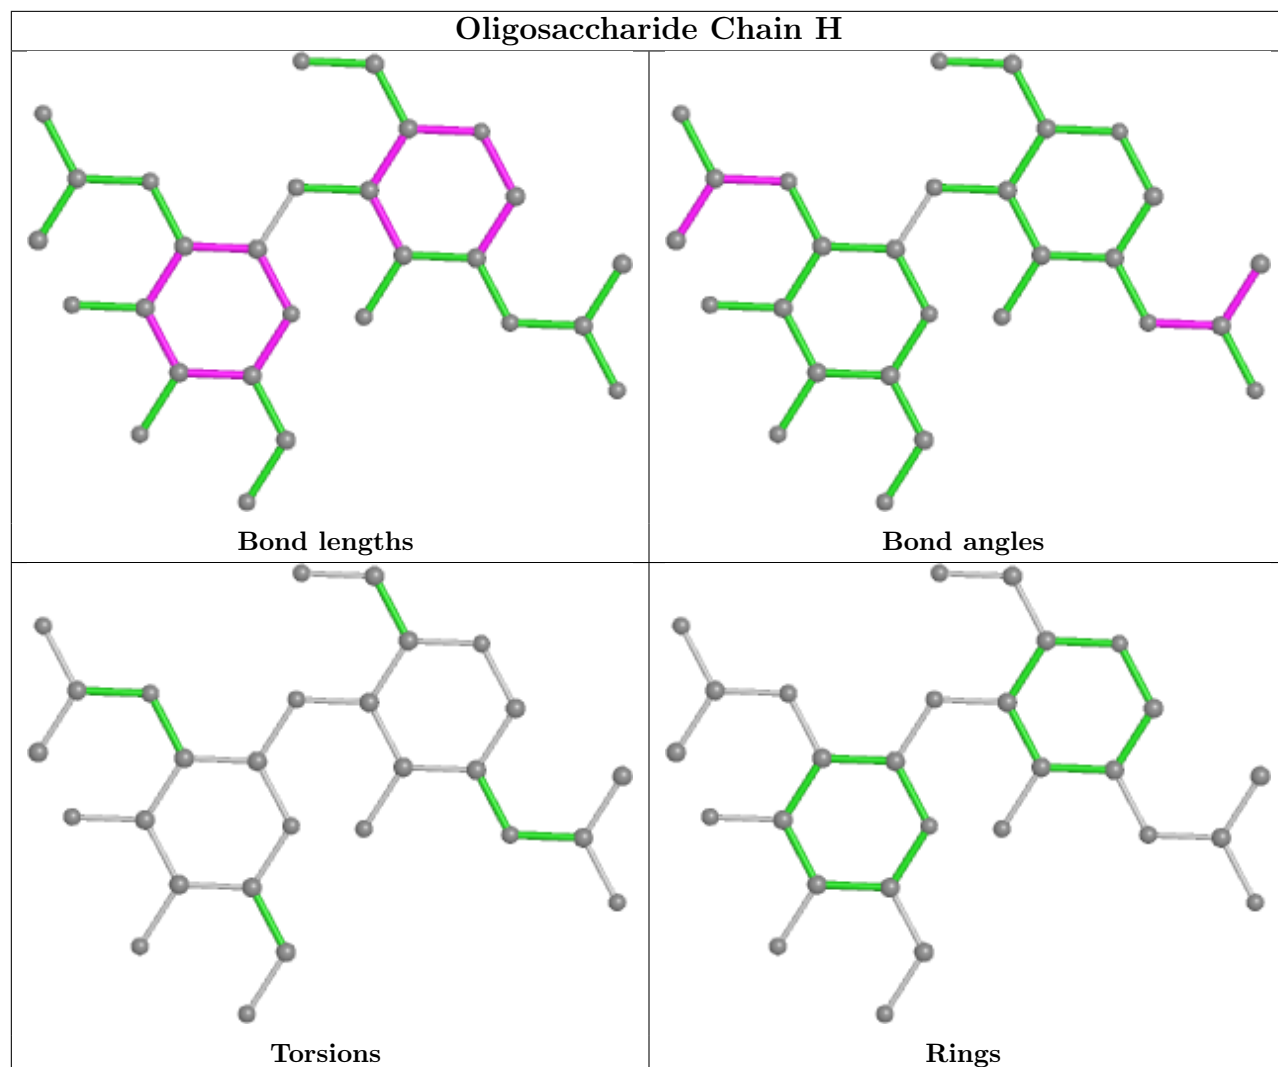 Oligosaccharide Chain H
Bond lengths
Bond angles
Torsions
Rings